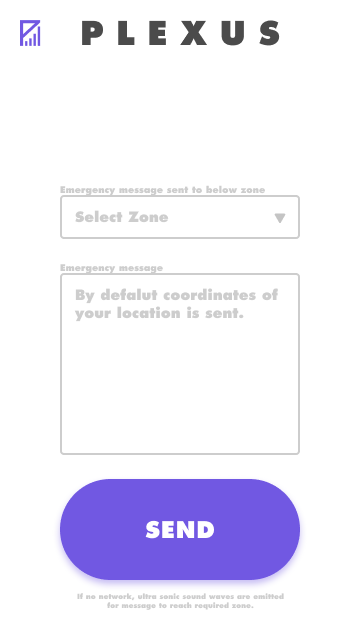 PLEXUS
Emergency message sent to below zone
Select Zone
Emergency message
By defalut coordinates of
your location is sent.
SEND
If no network, ultra sonic sound waves are emitted
for message to reach required zone.